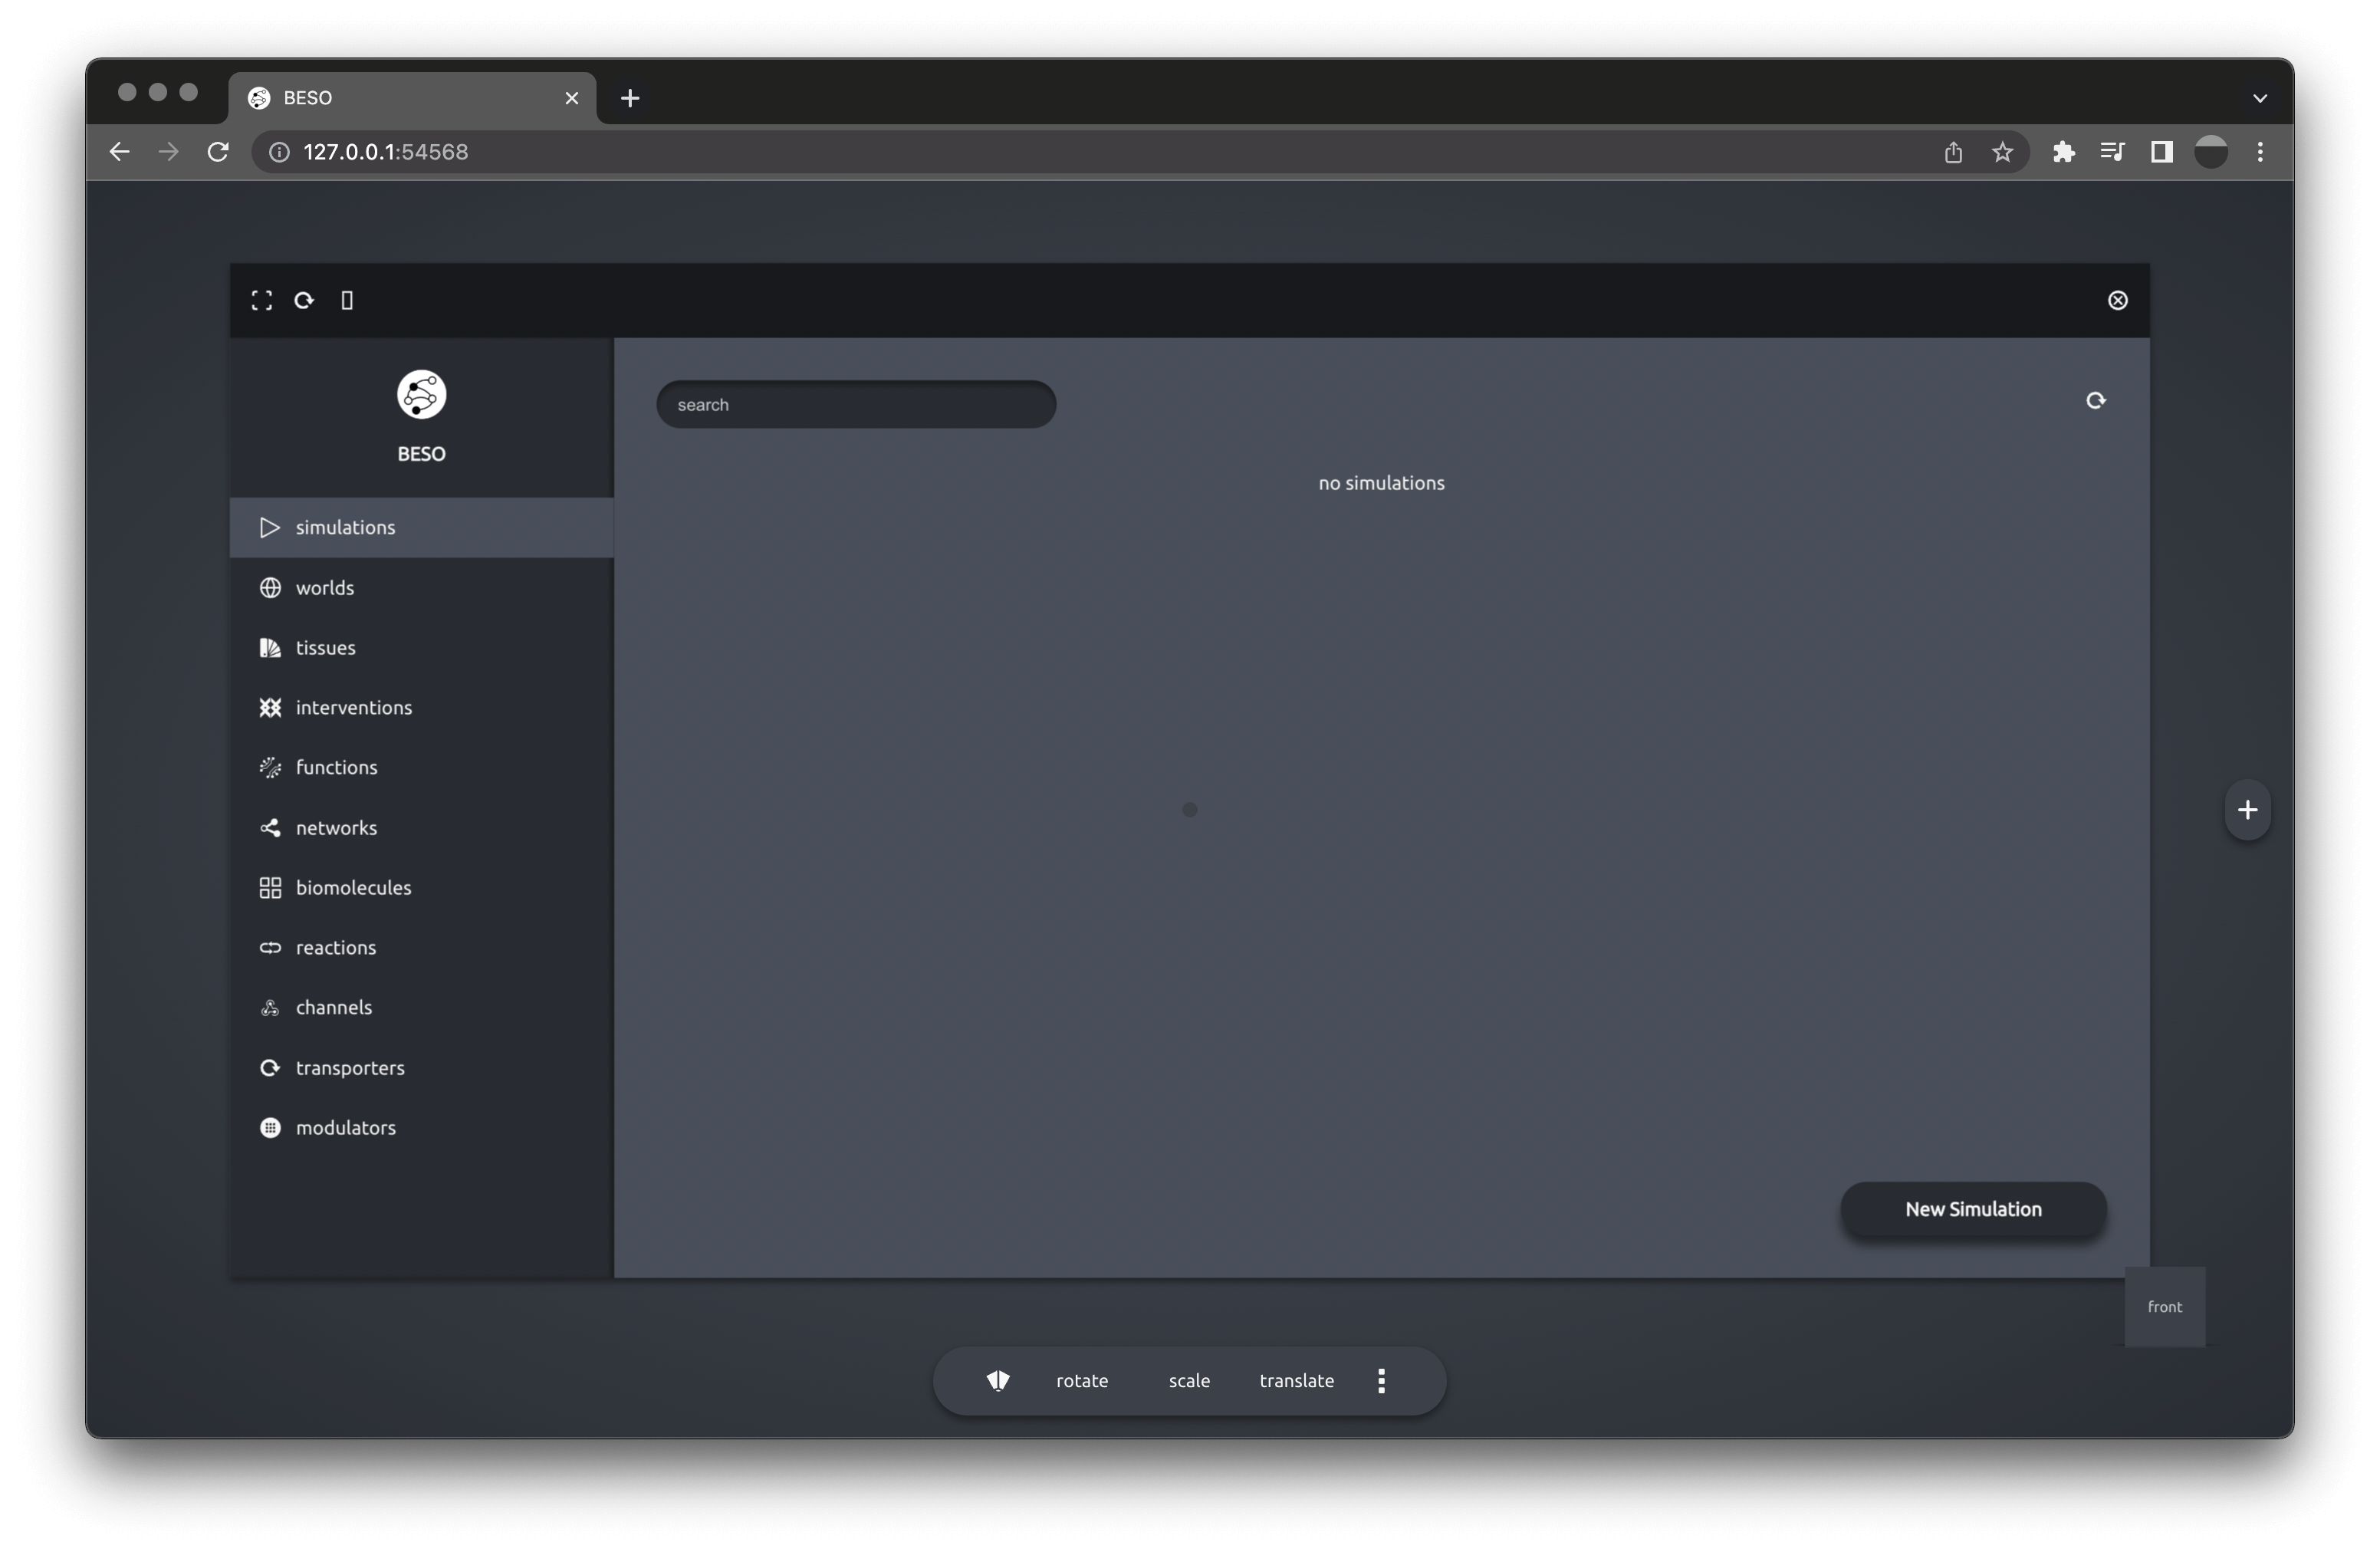 BESO
127.0.0.1:54568
BESO
search
no simulations
simulations
worlds
tissues
interventions
functions
networks
biomolecules
reactions
channels
transporters
modulators
New Simulation
front
rotate scale translate